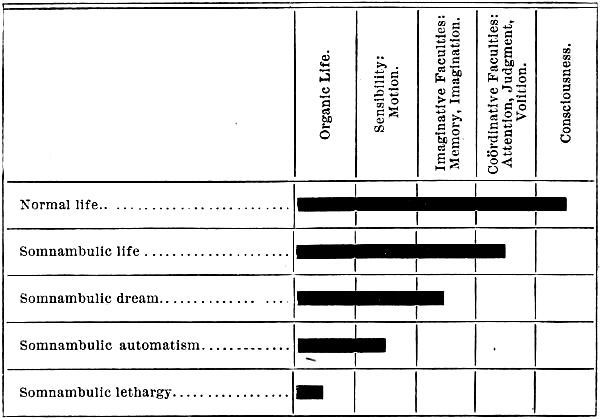 Organic Life.
Sensibility:
Motion.
Imaginative Faculties:
Memory, Imagination.
Coördinative Faculties:
Attention, Judgment,
Volition.
Consciousness.
Normal life.. ........................
Somnambulic life ....................
Somnambulic dream............. .. ....
Somnambulic automatism.............
Somnambulic lethargy.................